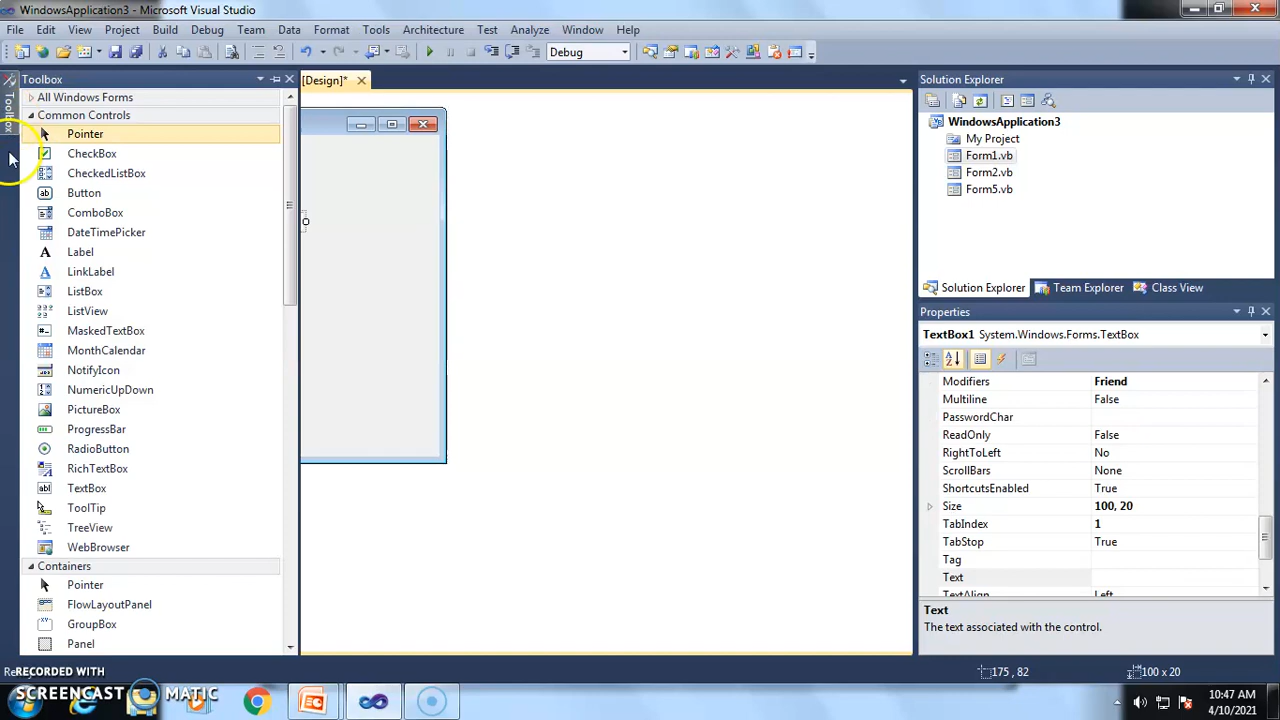 WindowsApplication3 - Microsoft Visual Studio
File Edit View Project Build Debug Team Data Format Tools Architecture Test Analyze Window Help
Debug
Toolbox
Toolbox
All Windows Forms
Common Controls
Pointer
CheckBox
CheckedListBox
Button
ComboBox
DateTimePicker
Label
LinkLabel
ListBox
ListView
MaskedTextBox
MonthCalendar
NotifyIcon
NumericUpDown
PictureBox
ProgressBar
RadioButton
RichTextBox
TextBox
ToolTip
TreeView
WebBrowser
Containers
Pointer
FlowLayoutPanel
GroupBox
Panel
[Design]*
Solution Explorer
WindowsApplication3
My Project
Form1.vb
Form2.vb
Form5.vb
Solution Explorer Team Explorer Class View
Properties
TextBox1 System.Windows.Forms.TextBox
Modifiers Friend
Multiline False
PasswordChar
ReadOnly False
RightToLeft No
ScrollBars None
ShortcutsEnabled True
Size 100, 20
TabIndex 1
TabStop True
Tag
Text
TextAlign Left
Text
The text associated with the control.
175 , 82 100 x 20
RECORDED WITH
SCREENCAST MATIC
10:47 AM
4/10/2021